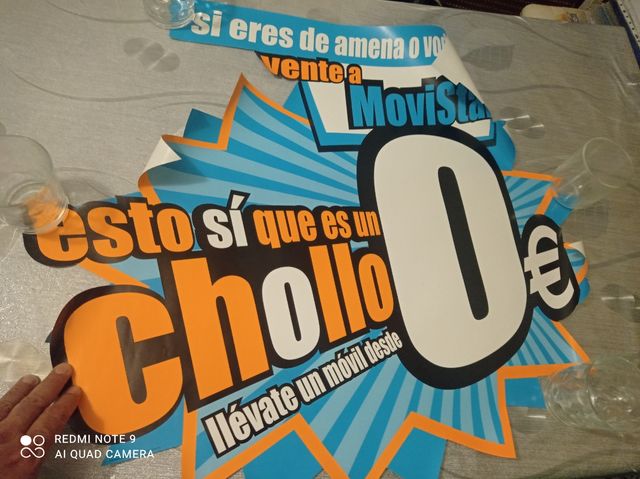 si eres de amena o vo
vente a
MoviSta
esto sí que es un
chollo
0 €
llévate un móvil desde
REDMI NOTE 9
AI QUAD CAMERA